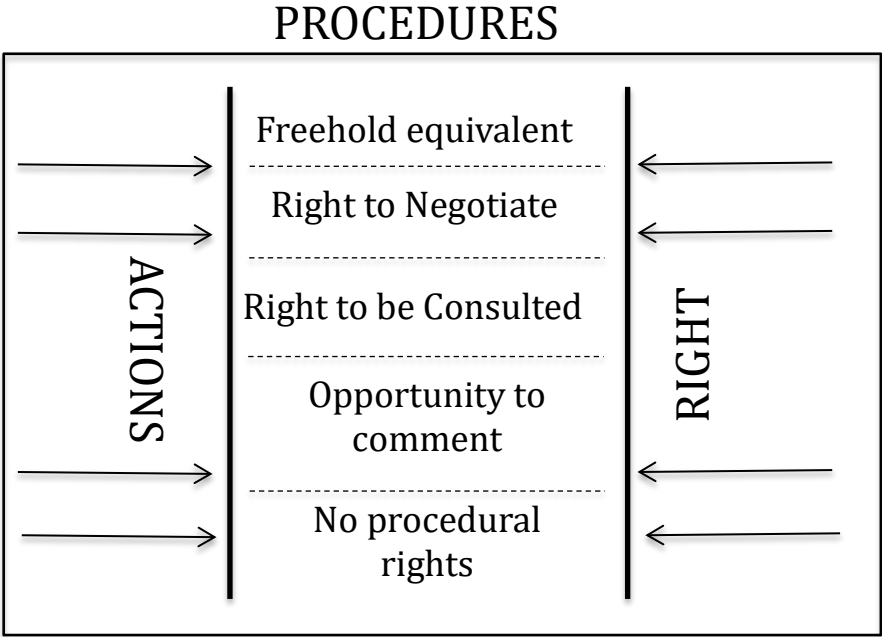 PROCEDURES
Freehold equivalent
Right to Negotiate
ACTIONS
Right to be Consulted
RIGHT
Opportunity to
comment
No procedural
rights